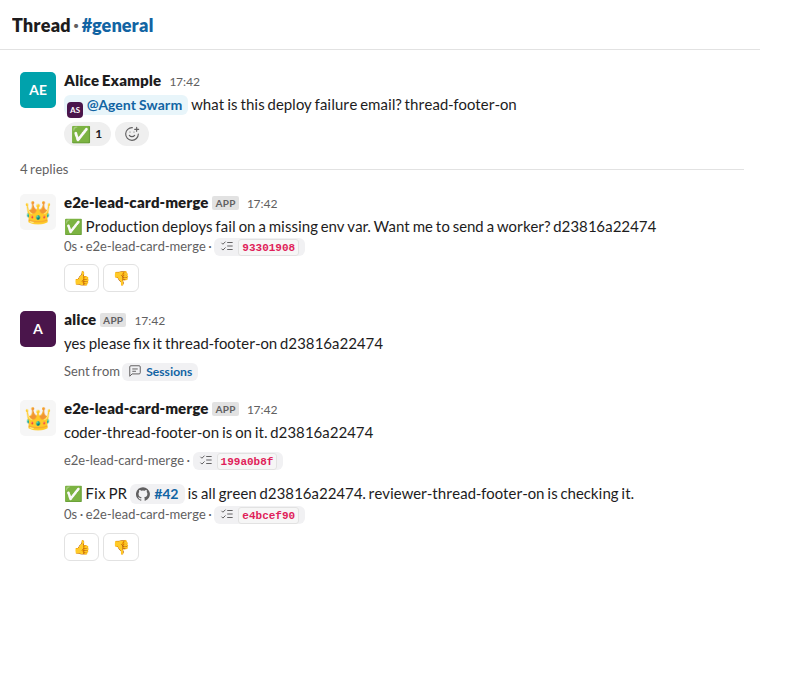 Thread · #general
AE
Alice Example 17:42
AS @Agent Swarm what is this deploy failure email? thread-footer-on
✅ 1
4 replies
e2e-lead-card-merge APP 17:42
✅ Production deploys fail on a missing env var. Want me to send a worker? d23816a22474
0s · e2e-lead-card-merge · 93301908
👍 👎
A
alice APP 17:42
yes please fix it thread-footer-on d23816a22474
Sent from Sessions
e2e-lead-card-merge APP 17:42
coder-thread-footer-on is on it. d23816a22474
e2e-lead-card-merge · 199a0b8f
✅ Fix PR #42 is all green d23816a22474. reviewer-thread-footer-on is checking it.
0s · e2e-lead-card-merge · e4bcef90
👍 👎